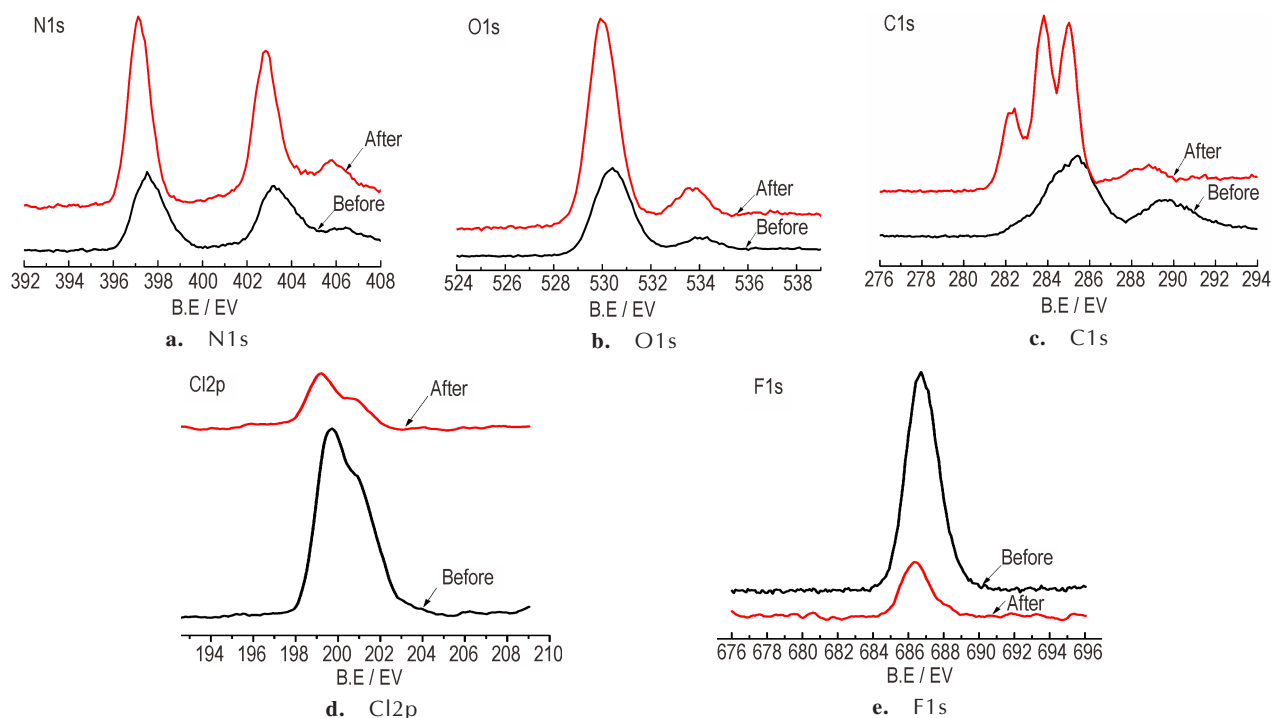 N1s
After
Before
392 394 396 398 400 402 404 406 408
B.E / EV
a. N1s
O1s
After
Before
524 526 528 530 532 534 536 538
B.E / EV
b. O1s
C1s
After
Before
276 278 280 282 284 286 288 290 292 294
B.E / EV
c. C1s
Cl2p
After
Before
194 196 198 200 202 204 206 208 210
B.E / EV
d. Cl2p
F1s
Before
After
676 678 680 682 684 686 688 690 692 694 696
B.E / EV
e. F1s